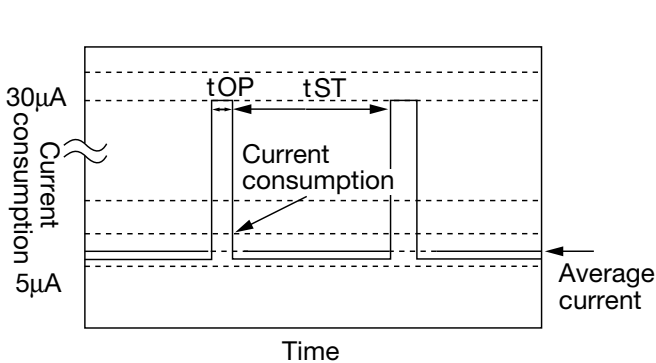 tOP
tST
30μA
Current
consumption
Current
consumption
5μA
Average
current
Time